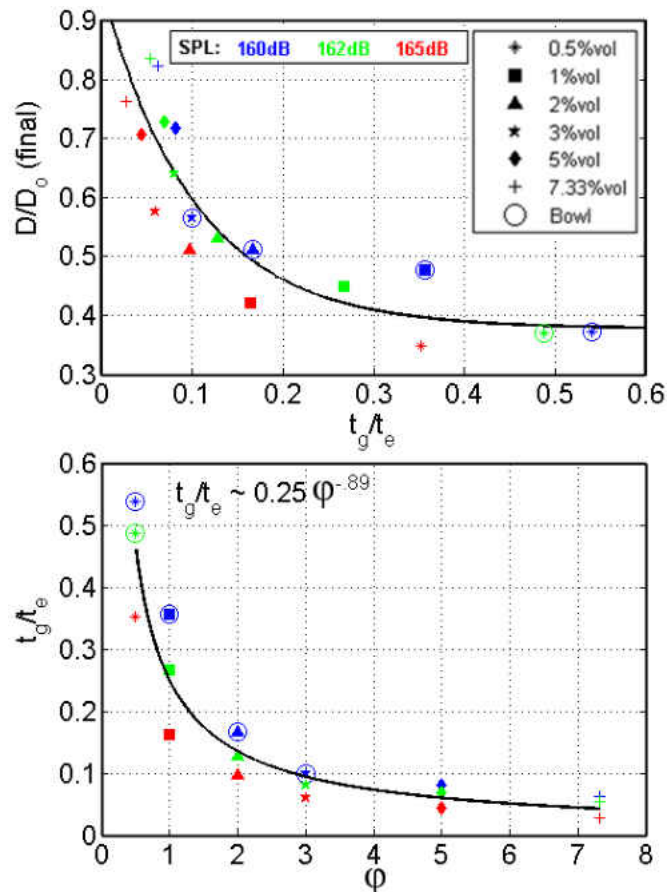 0.9
0.8
0.7
0.6
0.5
0.4
0.3
D/Do (final)
SPL: 160dB 162dB 165dB
0.5%vol
1%vol
2%vol
3%vol
5%vol
7.33%vol
Bowl
0 0.1 0.2 0.3 0.4 0.5 0.6
tg/te
0.6
0.5
0.4
0.3
0.2
0.1
0
tg/te
tg/te ~ 0.25 φ-.89
0 1 2 3 4 5 6 7 8
φ